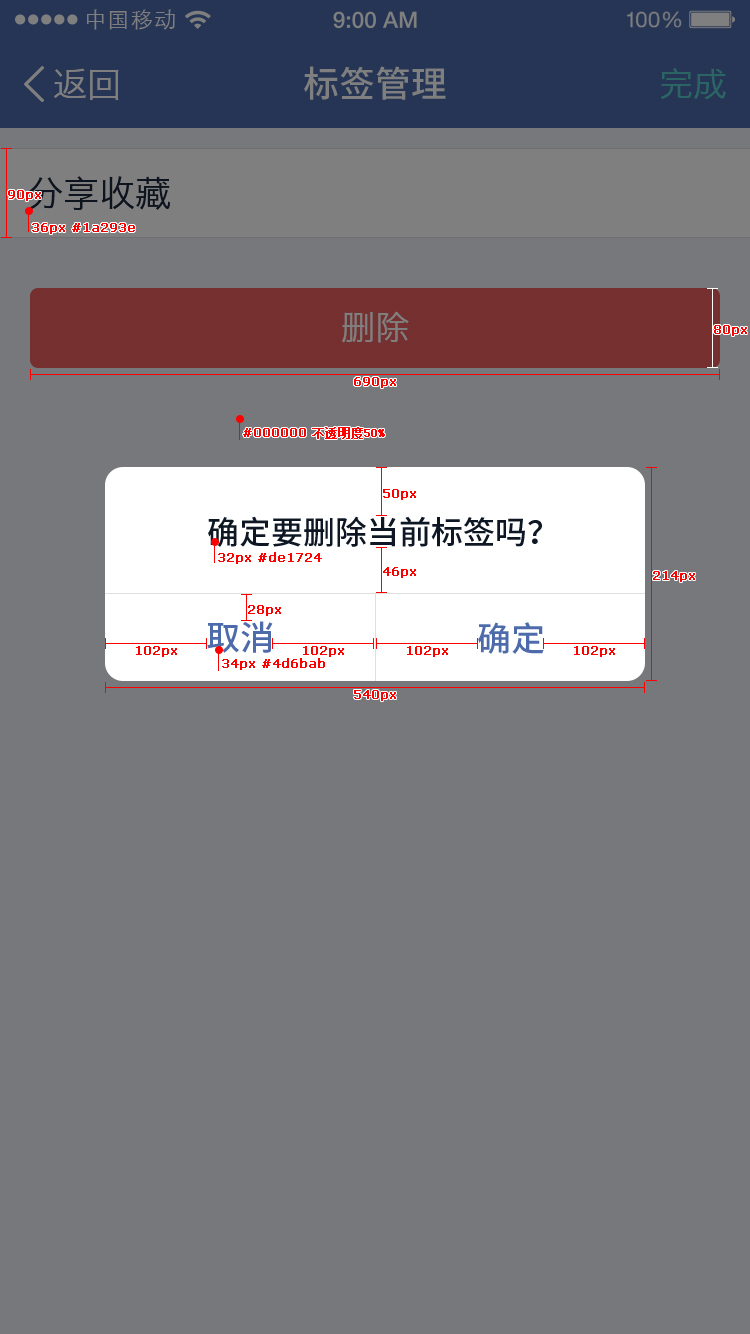 中国移动 9:00 AM 100%
返回 标签管理 完成
分享收藏
90px
36px #1a293e
删除
80px
690px
#000000 不透明度50%
50px
确定要删除当前标签吗?
32px #de1724
46px
214px
28px
取消 确定
102px 102px 102px 102px
34px #4d6bab
540px